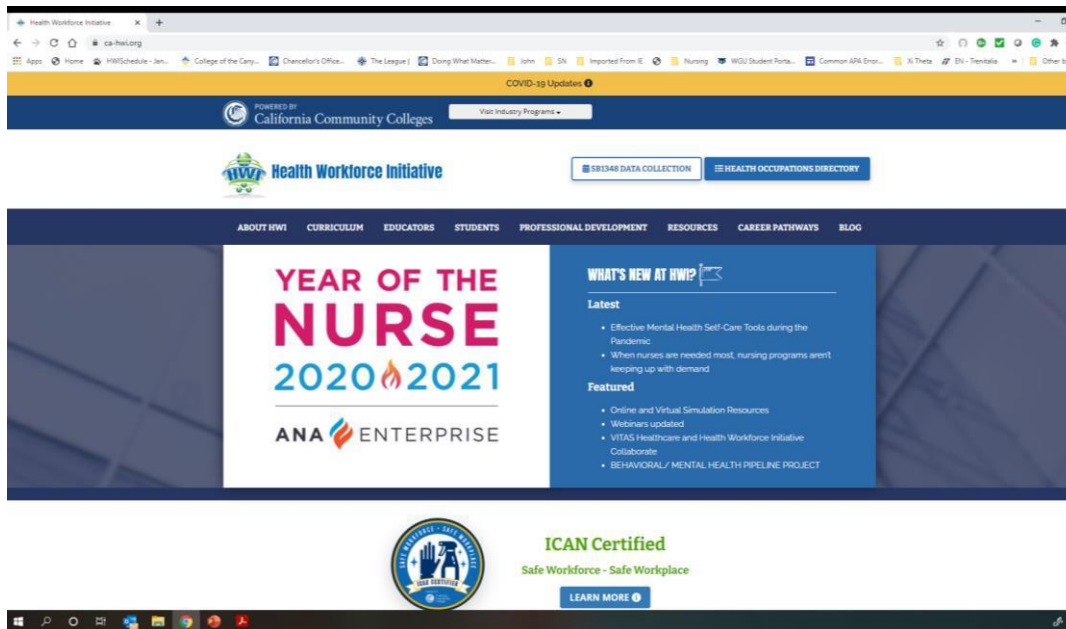 Health Workforce Initiative
ca-hwi.org
Apps Home HWISchedule - Jan... College of the Cany... Chancellor's Office... The League | Doing What Matter... John SN Imported From IE Nursing WGU Student Porta... Common APA Error... Xi Theta EN - Trenitalia Other b
COVID-19 Updates
POWERED BY
California Community Colleges
Visit Industry Programs
HWI
Health Workforce Initiative
SB1348 DATA COLLECTION
HEALTH OCCUPATIONS DIRECTORY
ABOUT HWI CURRICULUM EDUCATORS STUDENTS PROFESSIONAL DEVELOPMENT RESOURCES CAREER PATHWAYS BLOG
YEAR OF THE
NURSE
2020 2021
ANA ENTERPRISE
WHAT'S NEW AT HWI?
Latest
• Effective Mental Health Self-Care Tools during the
Pandemic
• When nurses are needed most, nursing programs aren't
keeping up with demand
Featured
• Online and Virtual Simulation Resources
• Webinars updated
• VITAS Healthcare and Health Workforce Initiative
Collaborate
• BEHAVIORAL/ MENTAL HEALTH PIPELINE PROJECT
SAFE WORKFORCE - SAFE WORKPLACE
ICAN CERTIFIED
ICAN Certified
Safe Workforce - Safe Workplace
LEARN MORE